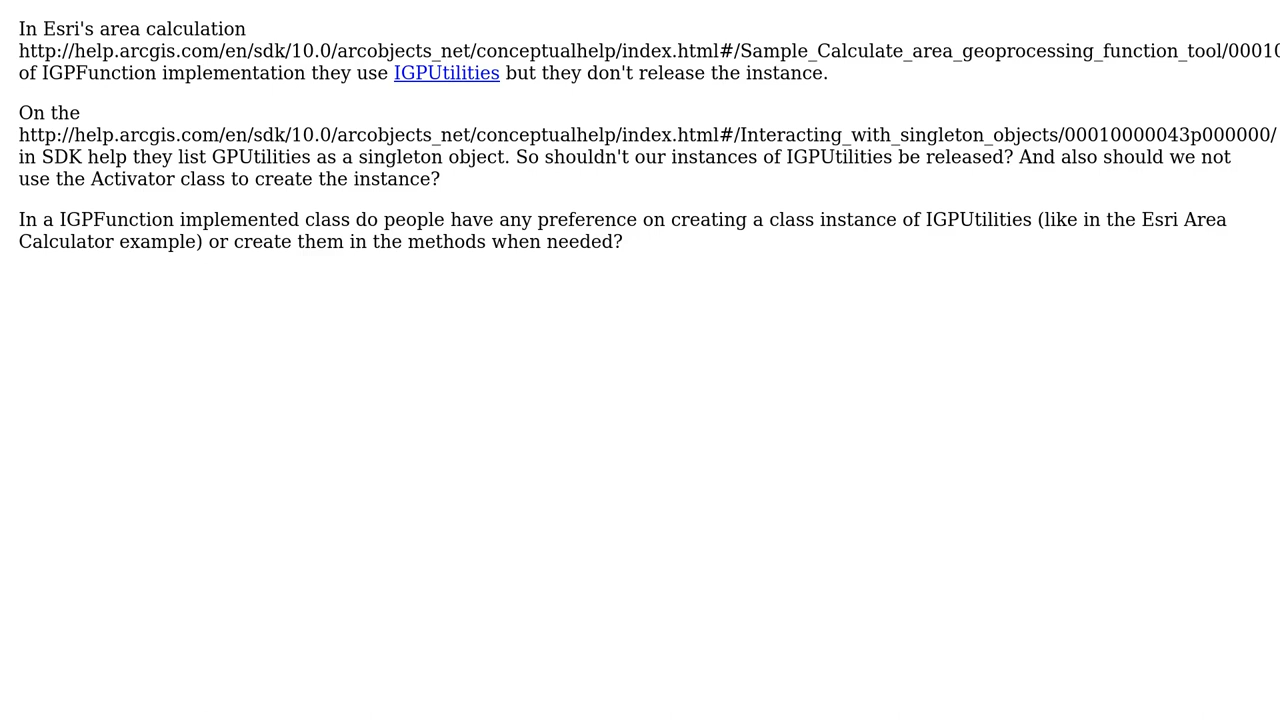 In Esri's area calculation
http://help.arcgis.com/en/sdk/10.0/arcobjects_net/conceptualhelp/index.html#/Sample_Calculate_area_geoprocessing_function_tool/00010
of IGPFunction implementation they use IGPUtilities but they don't release the instance.
On the
http://help.arcgis.com/en/sdk/10.0/arcobjects_net/conceptualhelp/index.html#/Interacting_with_singleton_objects/00010000043p000000/
in SDK help they list GPUtilities as a singleton object. So shouldn't our instances of IGPUtilities be released? And also should we not
use the Activator class to create the instance?
In a IGPFunction implemented class do people have any preference on creating a class instance of IGPUtilities (like in the Esri Area
Calculator example) or create them in the methods when needed?